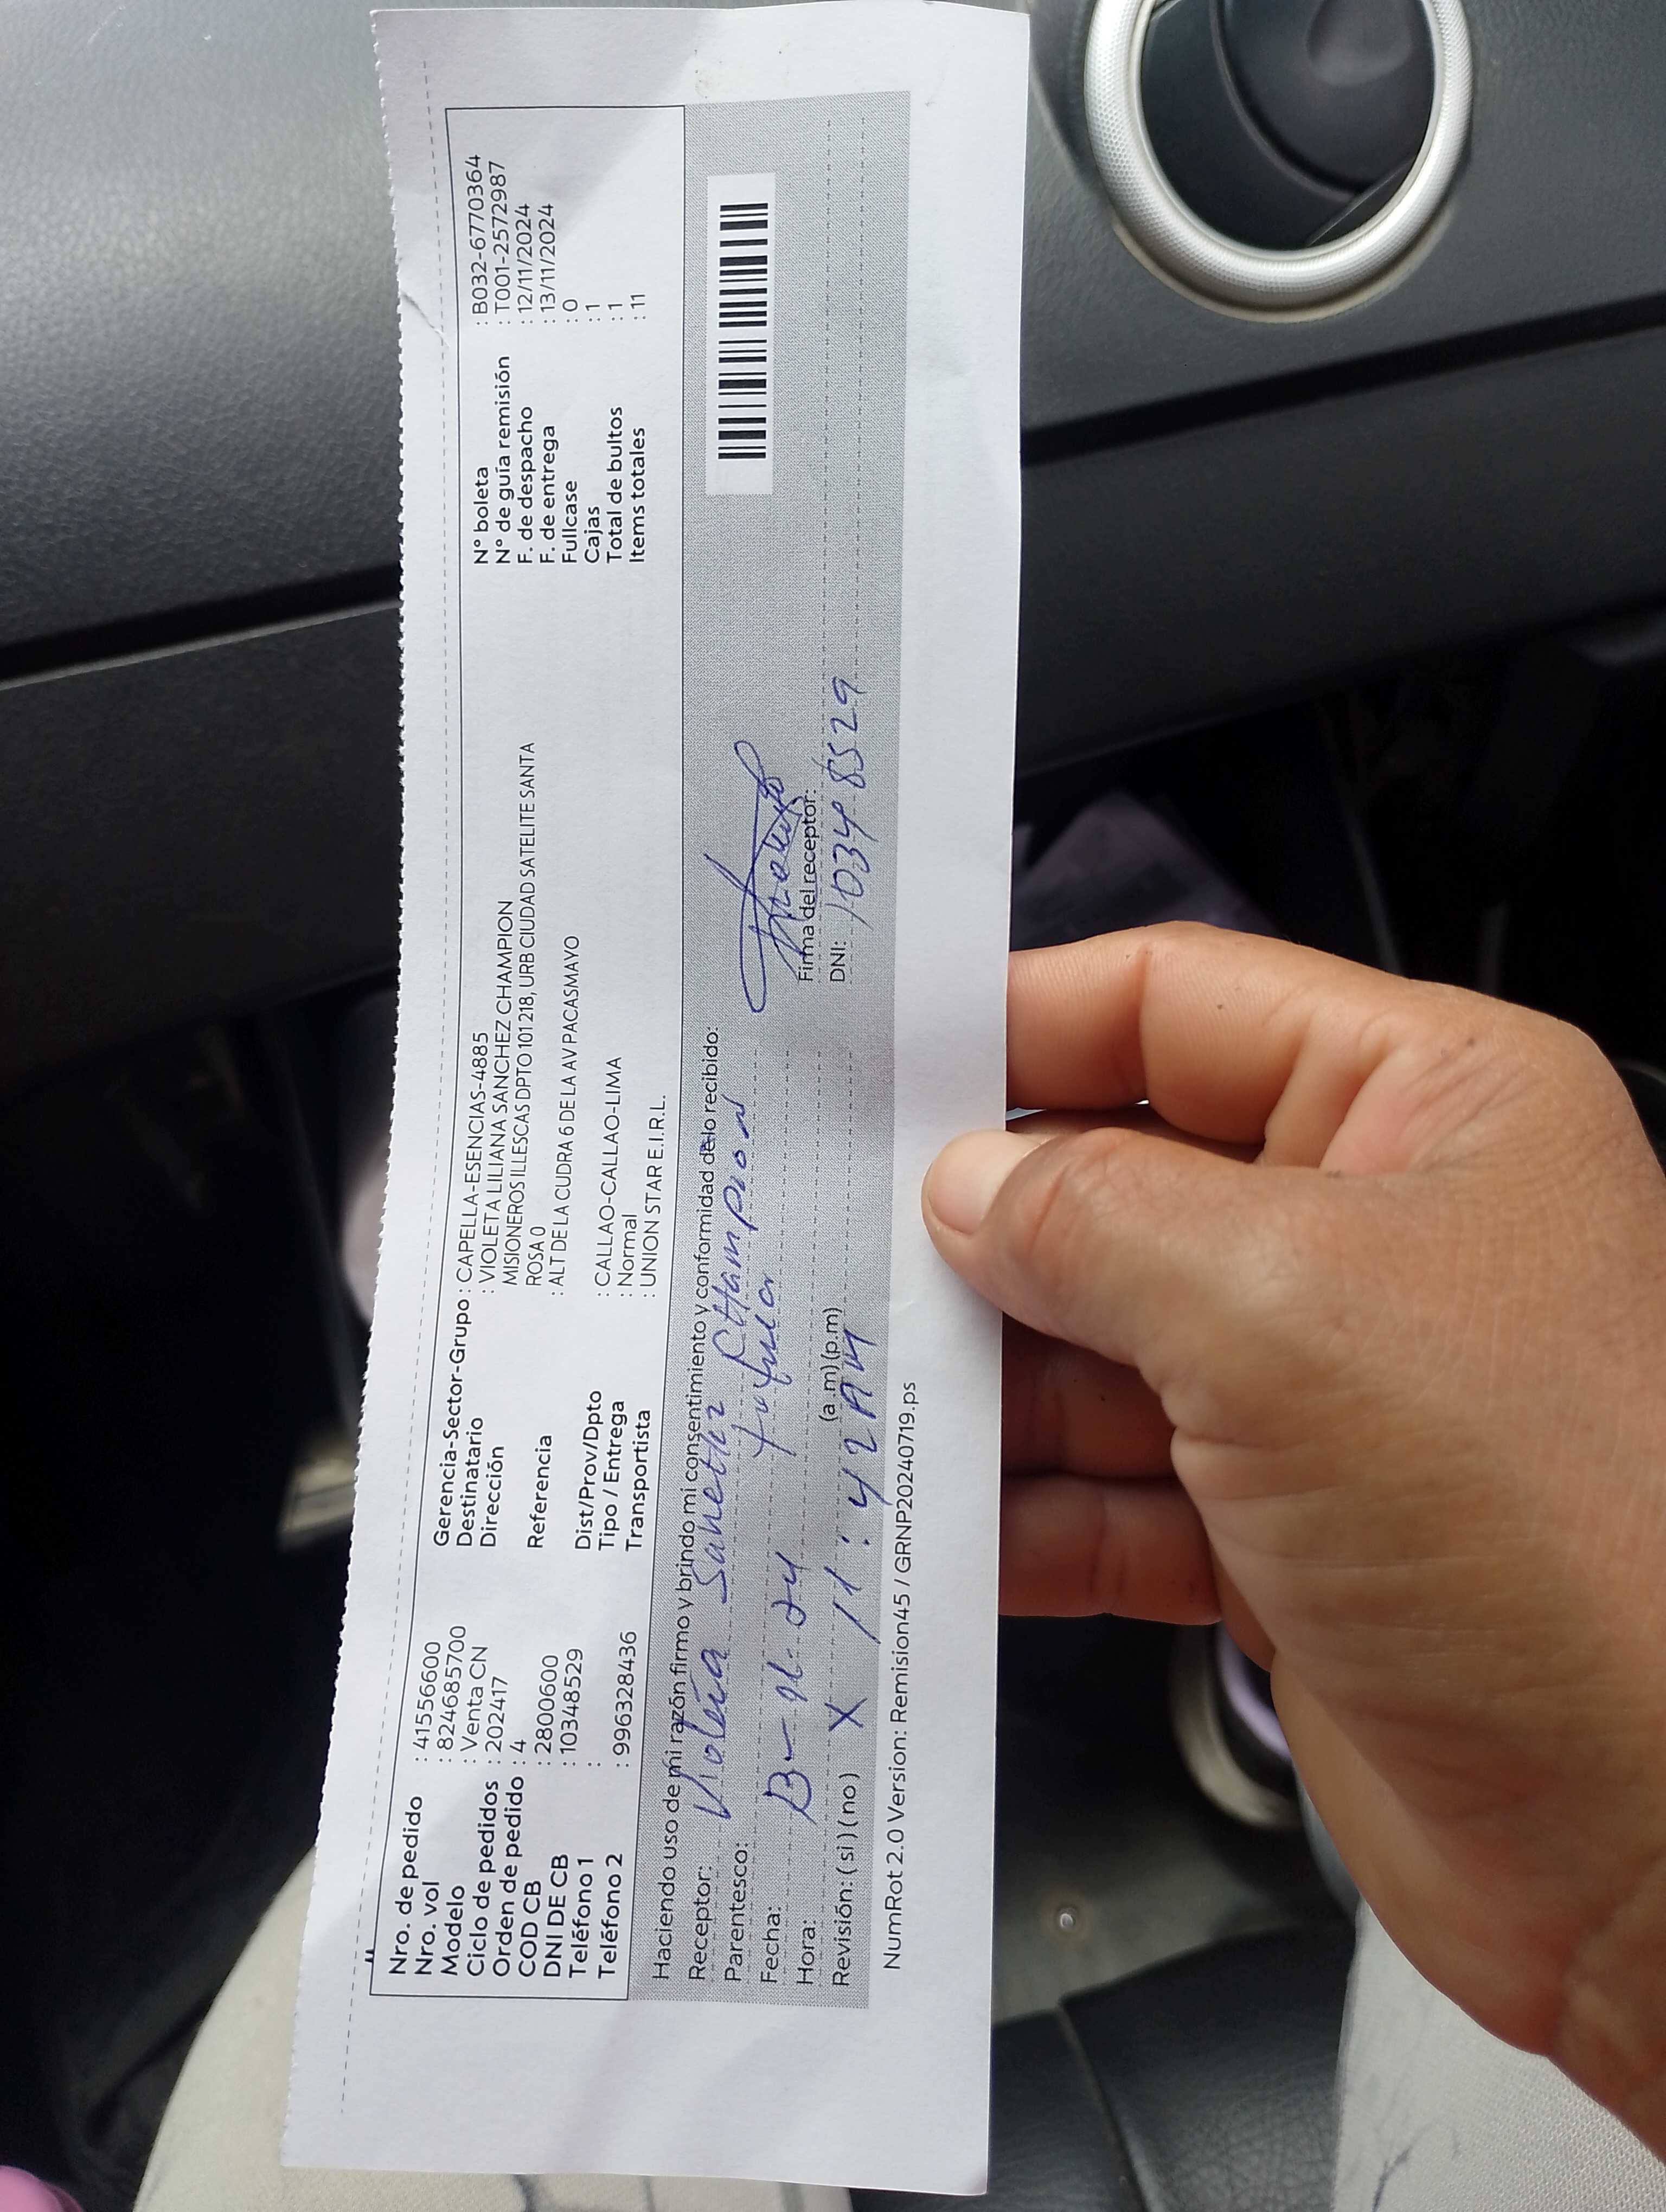 Nro. de pedido : 41556600
Nro. vol : 824685700
Modelo : Venta CN
Ciclo de pedidos : 202417
Orden de pedido : 4
COD CB : 2800600
DNI DE CB : 10348529
Teléfono 1 :
Teléfono 2 : 996328436
Gerencia-Sector-Grupo : CAPELLA-ESENCIAS-4885
Destinatario : VIOLETA LILIANA SANCHEZ CHAMPION
Dirección MISIONEROS ILLESCAS DPTO 101 218, URB CIUDAD SATELITE SANTA
ROSA 0
Referencia : ALT DE LA CUDRA 6 DE LA AV PACASMAYO
Dist/Prov/Dpto : CALLAO-CALLAO-LIMA
Tipo / Entrega : Normal
Transportista : UNION STAR E.I.R.L.
N° boleta : B032-6770364
N° de guía remisión : T001-2572987
F. de despacho : 12/11/2024
F. de entrega : 13/11/2024
Fullcase : 0
Cajas : 1
Total de bultos : 1
Items totales : 11
Haciendo uso de mi razón firmo y brindo mi consentimiento y conformidad de lo recibido:
Receptor: Violeta Sanchez Champion
Parentesco:
Fecha: 13-11-24
Hora: 11:42 AM (a.m)(p.m)
Revisión: (si) (no) X
Firma del receptor:
DNI: 10348529
NumRot 2.0 Version: Remision45 / GRNP20240719.ps